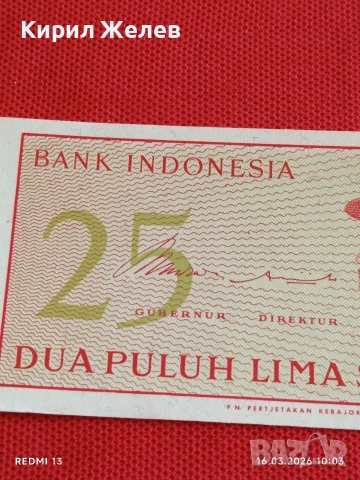 Кирил Желев
BANK INDONESIA
25
GUBERNUR DIREKTUR
DUA PULUH LIMA
P.N. PERTJETAKAN KEBAJOR
REDMI 13
16.03.2026 10:03
bazar